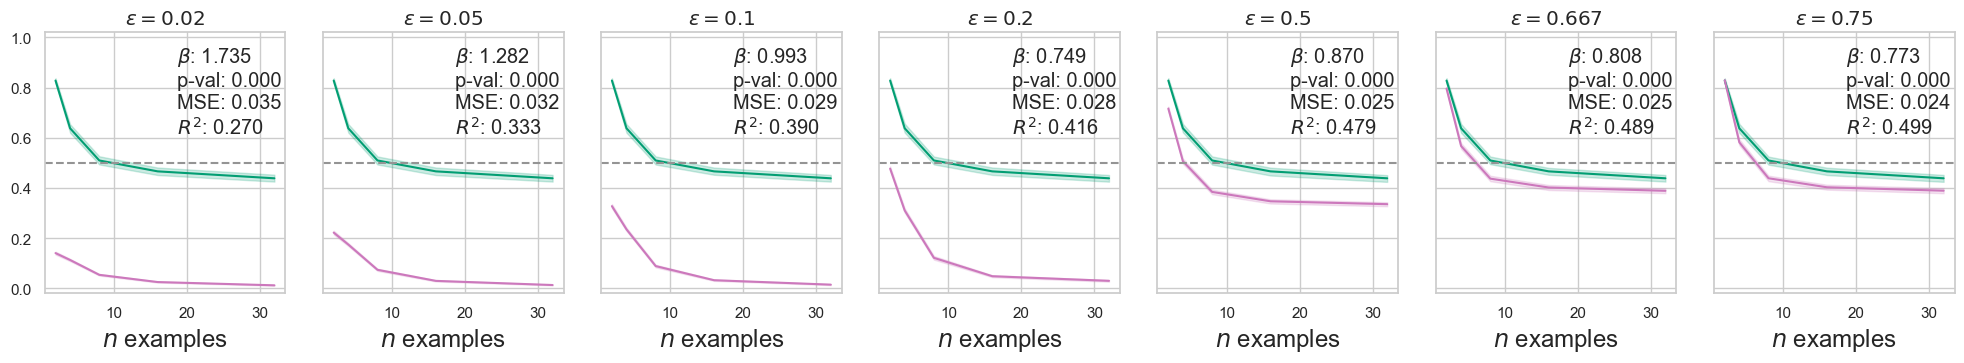 ε = 0.02
β: 1.735
p-val: 0.000
MSE: 0.035
R²: 0.270
1.0
0.8
0.6
0.4
0.2
0.0
10
20
30
n examples
ε = 0.05
β: 1.282
p-val: 0.000
MSE: 0.032
R²: 0.333
10
20
30
n examples
ε = 0.1
β: 0.993
p-val: 0.000
MSE: 0.029
R²: 0.390
10
20
30
n examples
ε = 0.2
β: 0.749
p-val: 0.000
MSE: 0.028
R²: 0.416
10
20
30
n examples
ε = 0.5
β: 0.870
p-val: 0.000
MSE: 0.025
R²: 0.479
10
20
30
n examples
ε = 0.667
β: 0.808
p-val: 0.000
MSE: 0.025
R²: 0.489
10
20
30
n examples
ε = 0.75
β: 0.773
p-val: 0.000
MSE: 0.024
R²: 0.499
10
20
30
n examples